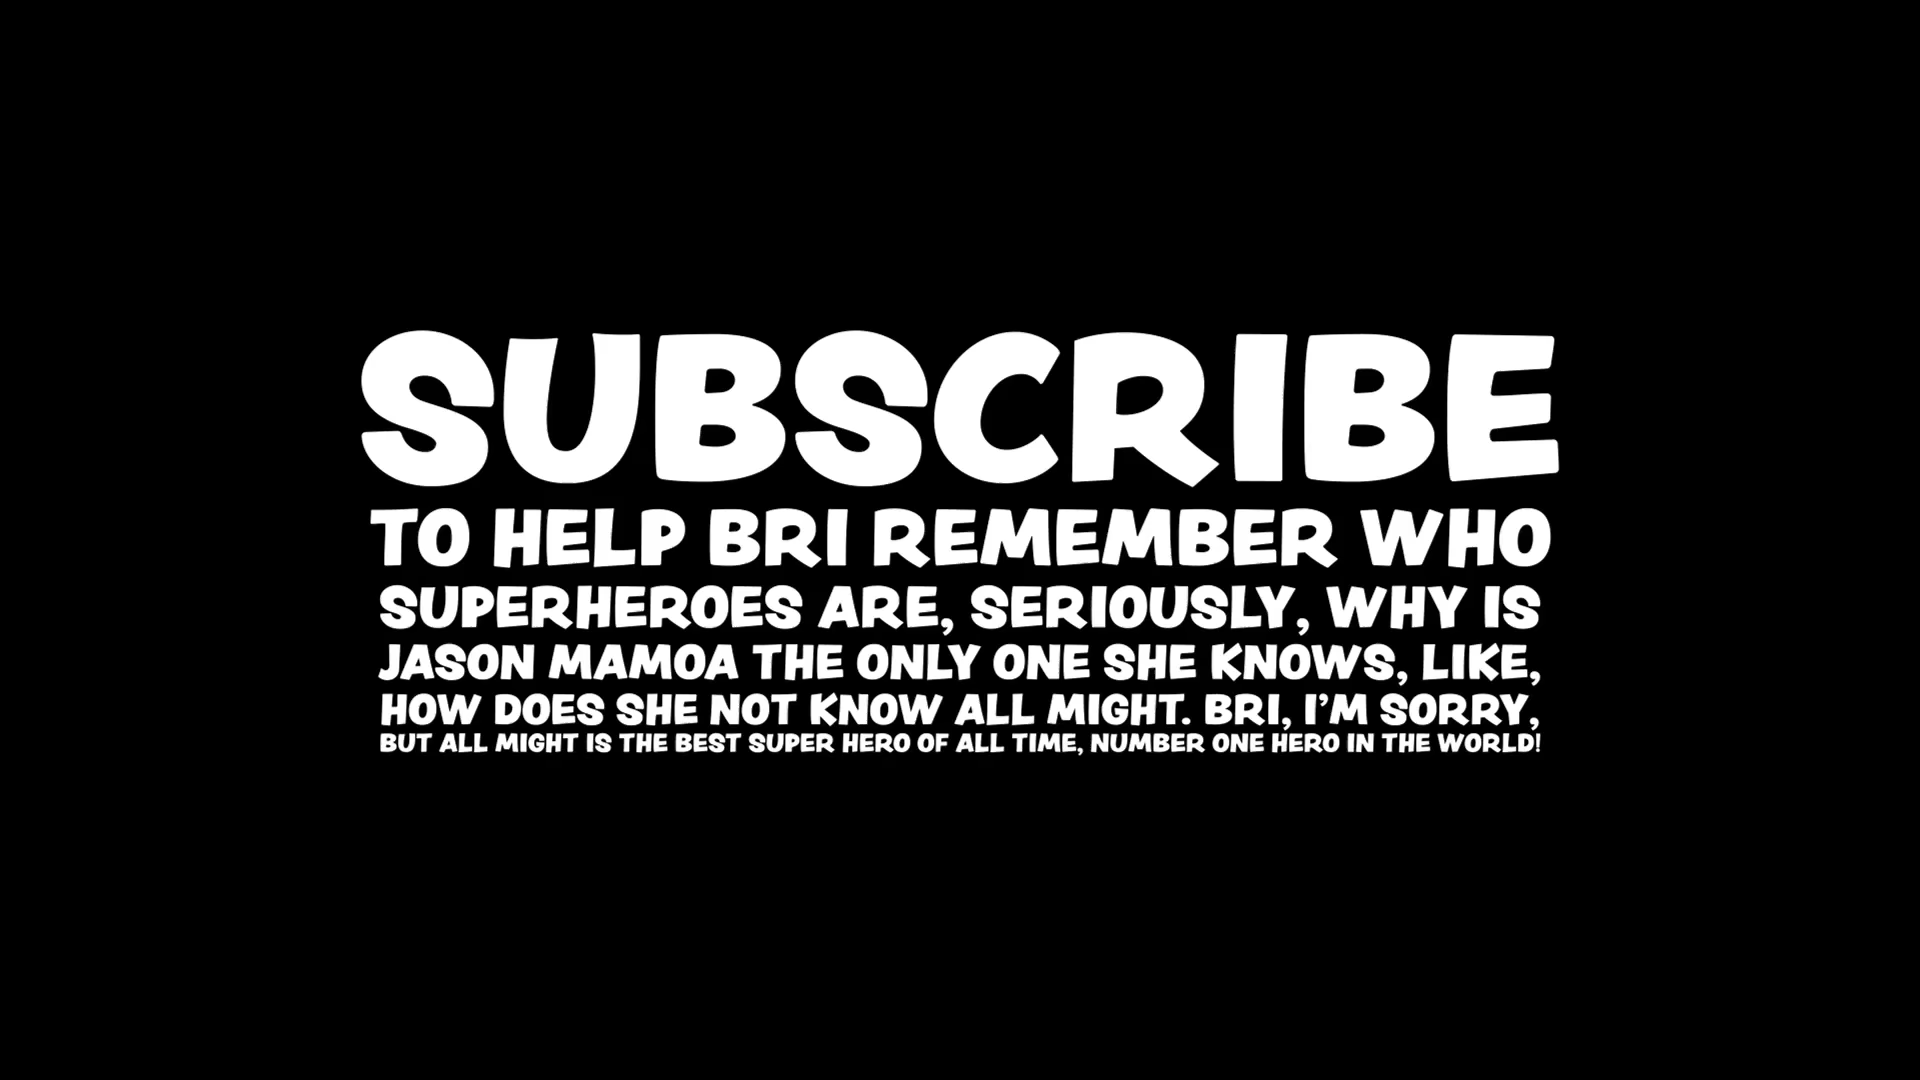 SUBSCRIBE
TO HELP BRI REMEMBER WHO
SUPERHEROES ARE, SERIOUSLY, WHY IS
JASON MAMOA THE ONLY ONE SHE KNOWS, LIKE,
HOW DOES SHE NOT KNOW ALL MIGHT. BRI, I'M SORRY,
BUT ALL MIGHT IS THE BEST SUPER HERO OF ALL TIME, NUMBER ONE HERO IN THE WORLD!